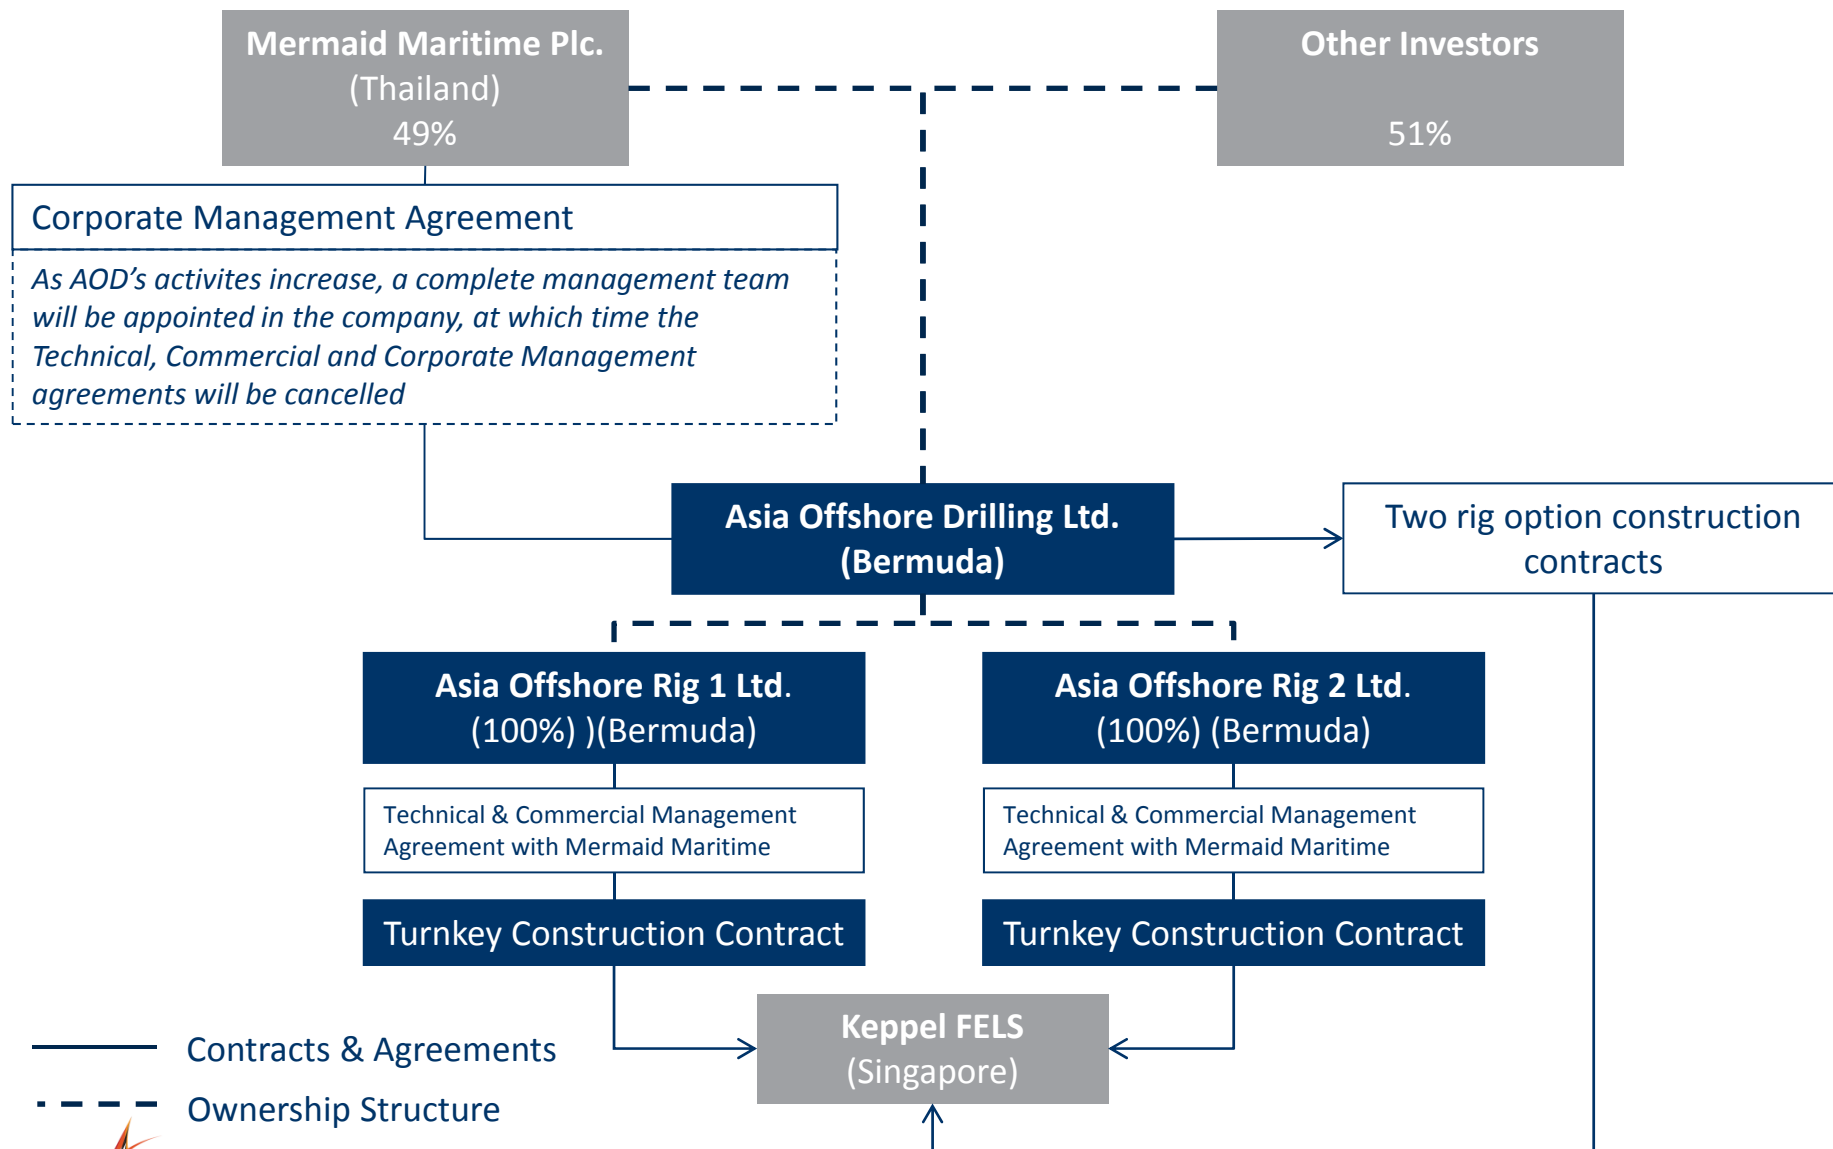 Mermaid Maritime Plc.
(Thailand)
49%
Other Investors
51%
Corporate Management Agreement
As AOD’s activites increase, a complete management team
will be appointed in the company, at which time the
Technical, Commercial and Corporate Management
agreements will be cancelled
Asia Offshore Drilling Ltd.
(Bermuda)
Two rig option construction
contracts
Asia Offshore Rig 1 Ltd.
(100%) )(Bermuda)
Asia Offshore Rig 2 Ltd.
(100%) (Bermuda)
Technical & Commercial Management
Agreement with Mermaid Maritime
Technical & Commercial Management
Agreement with Mermaid Maritime
Turnkey Construction Contract
Turnkey Construction Contract
Keppel FELS
(Singapore)
Contracts & Agreements
Ownership Structure